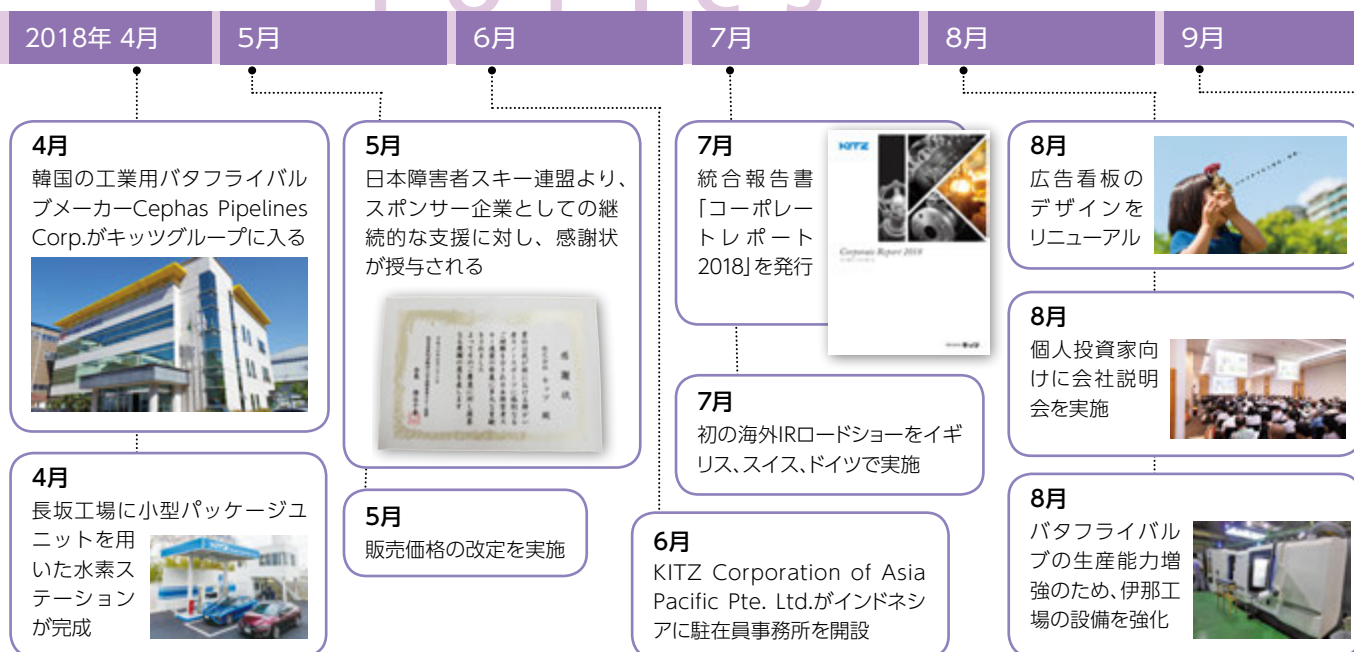 2018年 4月
5月
6月
7月
8月
9月
4月
韓国の工業用バタフライバル
ブメーカーCephas Pipelines
Corp.がキッツグループに入る
4月
長坂工場に小型パッケージユ
ニットを用
いた水素ス
テーション
が完成
KITZ
5月
日本障害者スキー連盟より、
スポンサー企業としての継
続的な支援に対し、感謝状
が授与される
感謝状
株式会社 キッツ 殿
5月
販売価格の改定を実施
6月
KITZ Corporation of Asia
Pacific Pte. Ltd.がインドネシ
アに駐在員事務所を開設
7月
統合報告書
「コーポレー
トレポート
2018」を発行
KITZ
Corporate Report 2018
キッツ
7月
初の海外IRロードショーをイギ
リス、スイス、ドイツで実施
8月
広告看板の
デザインを
リニューアル
8月
個人投資家向
けに会社説明
会を実施
8月
バタフライバル
ブの生産能力増
強のため、伊那工
場の設備を強化